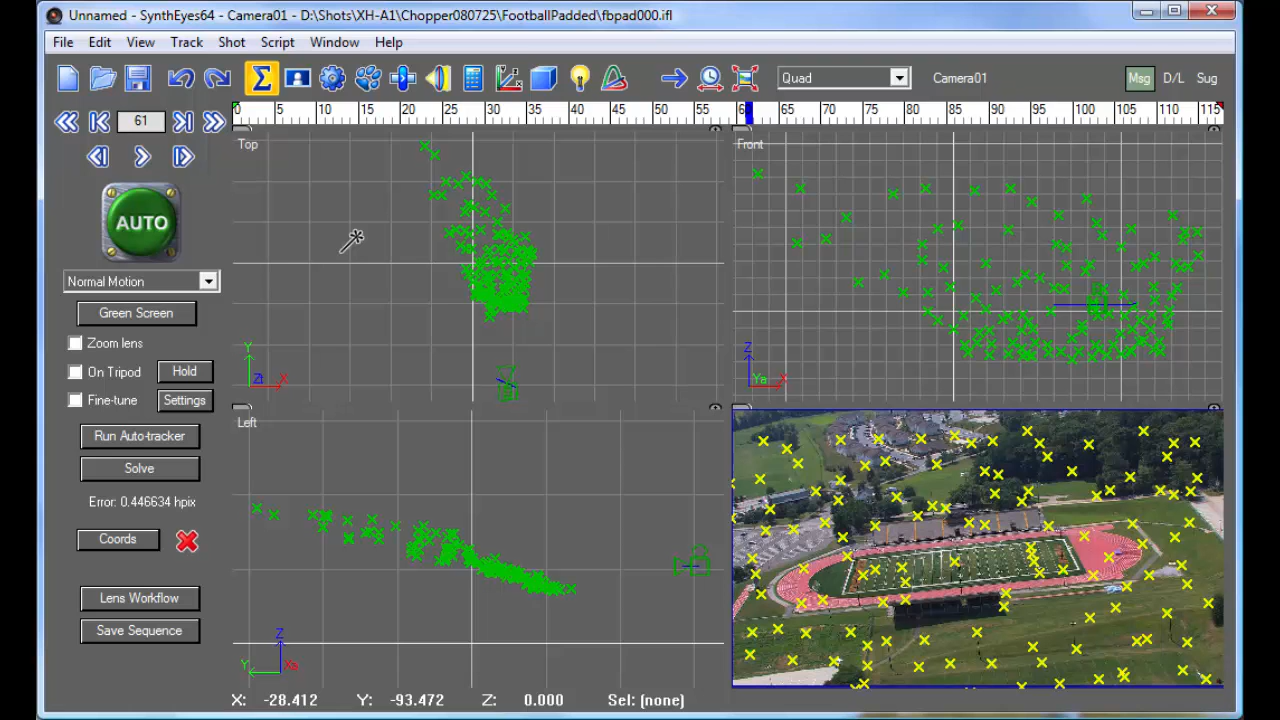 Unnamed - SynthEyes64 - Camera01 - D:\Shots\XH-A1\Chopper080725\FootballPadded\fbpad000.ifl
File Edit View Track Shot Script Window Help
Quad Camera01 Msg D/L Sug
61
0 5 10 15 20 25 30 35 40 45 50 55 65 70 75 80 85 90 95 100 105 110 115
Top
Front
AUTO
Normal Motion
Green Screen
Zoom lens
On Tripod Hold
Fine-tune Settings
Y
X
Z
X
Left
Run Auto-tracker
Solve
Error: 0.446634 hpix
Coords
Lens Workflow
Save Sequence
Z
Y
X: -28.412 Y: -93.472 Z: 0.000 Sel: (none)